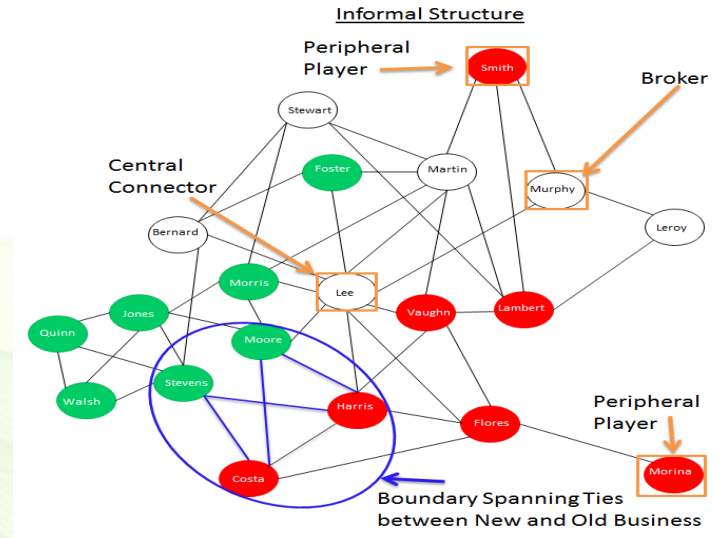 Informal Structure
Peripheral
Player
Smith
Broker
Stewart
Central
Connector
Foster
Martin
Murphy
Leroy
Bernard
Morris
Lee
Jones
Vaughn
Lambert
Quinn
Moore
Stevens
Walsh
Harris
Peripheral
Player
Flores
Morina
Costa
Boundary Spanning Ties
between New and Old Business